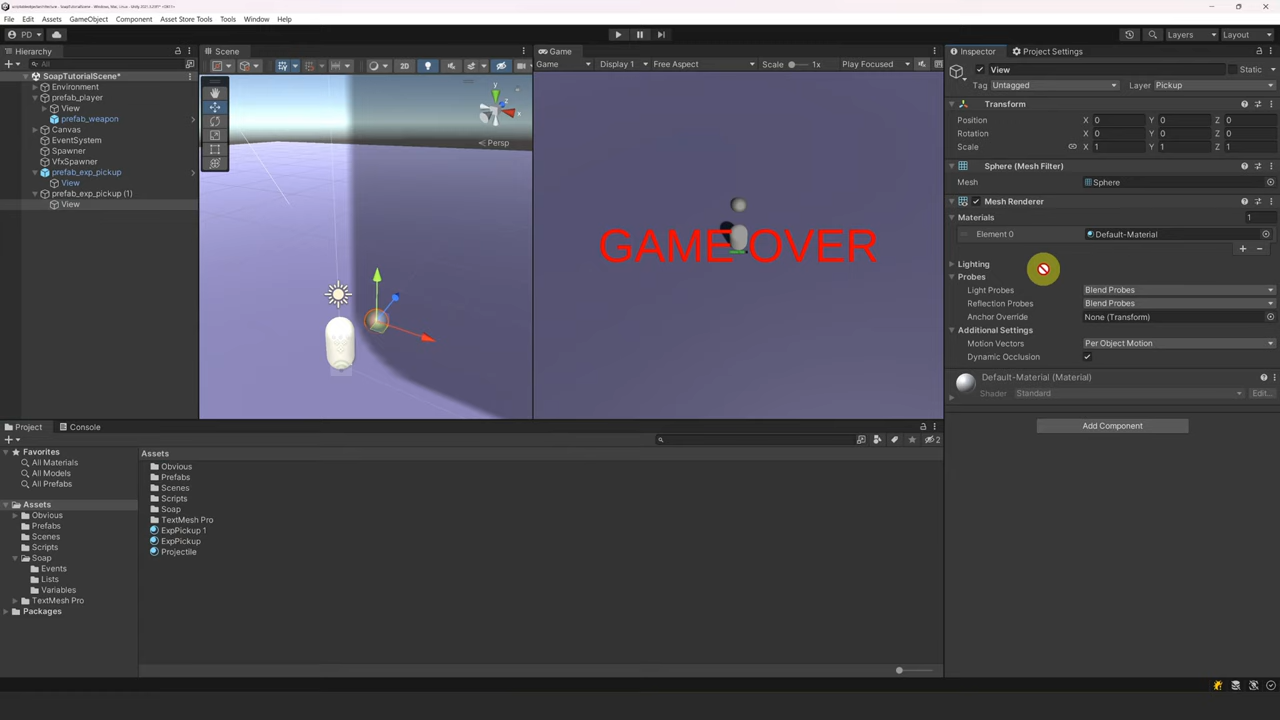 File Edit Assets GameObject Component Asset Store Tools Tools Window Help
PD Layers Layout
Hierarchy
All
SoapTutorialScene*
Environment
prefab_player
View
prefab_weapon
Canvas
EventSystem
Spawner
VfxSpawner
prefab_exp_pickup
View
prefab_exp_pickup (1)
View
Scene
2D
y
x
z
Persp
Game
Game Display 1 Free Aspect Scale 1x Play Focused
GAME OVER
Inspector Project Settings
View Static
Tag Untagged Layer Pickup
Transform
Position X 0 Y 0 Z 0
Rotation X 0 Y 0 Z 0
Scale X 1 Y 1 Z 1
Sphere (Mesh Filter)
Mesh Sphere
Mesh Renderer
Materials 1
Element 0 Default-Material
Lighting
Probes
Light Probes Blend Probes
Reflection Probes Blend Probes
Anchor Override None (Transform)
Additional Settings
Motion Vectors Per Object Motion
Dynamic Occlusion
Default-Material (Material)
Shader Standard Edit...
Add Component
Project Console
2
Favorites
All Materials
All Models
All Prefabs
Assets
Obvious
Prefabs
Scenes
Scripts
Soap
Events
Lists
Variables
TextMesh Pro
Packages
Assets
Obvious
Prefabs
Scenes
Scripts
Soap
TextMesh Pro
ExpPickup 1
ExpPickup
Projectile